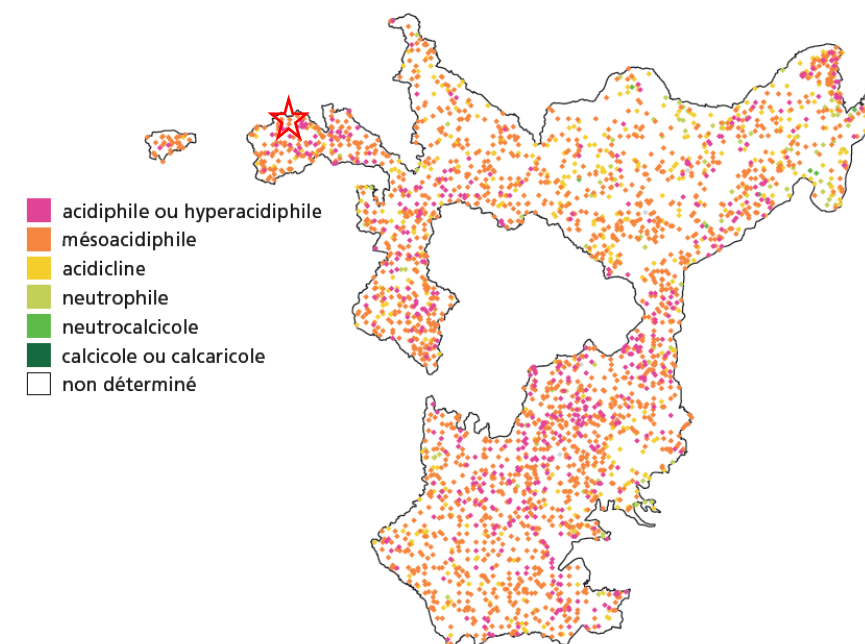 acidiphile ou hyperacidiphile
mésoacidiphile
acidicline
neutrophile
neutrocalcicole
calcicole ou calcaricole
non déterminé